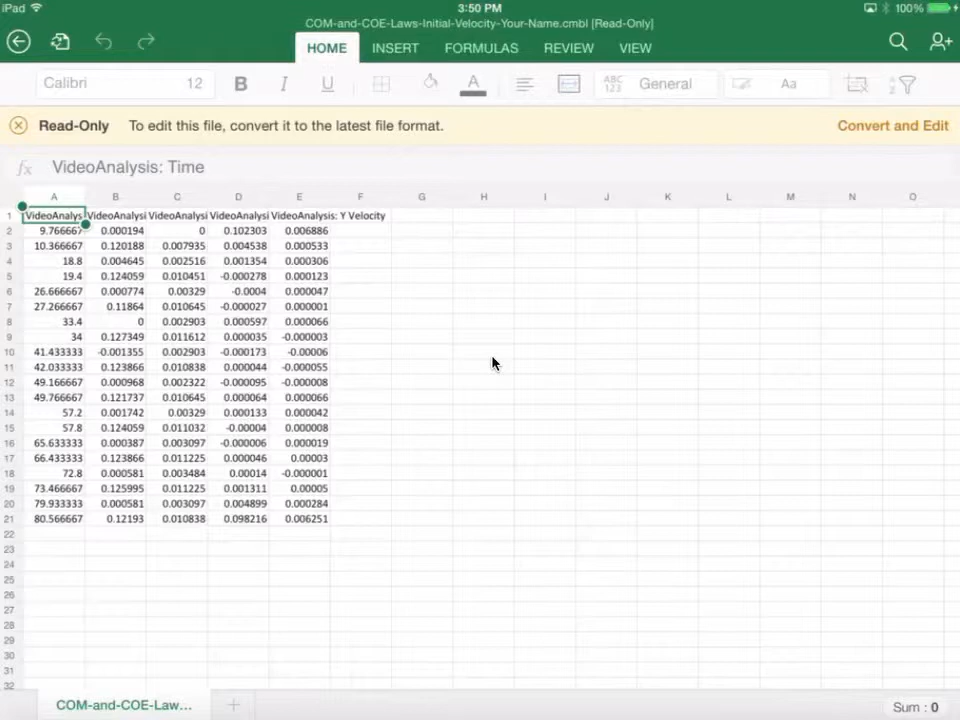 iPad 3:50 PM 100%
COM-and-COE-Laws-Initial-Velocity-Your-Name.cmbl [Read-Only]
HOME INSERT FORMULAS REVIEW VIEW
Calibri 12 B I U A ABC 123 General Aa A Z
Read-Only To edit this file, convert it to the latest file format. Convert and Edit
fx VideoAnalysis: Time
A B C D E F G H I J K L M N O
1 VideoAnalys VideoAnalysi VideoAnalysi VideoAnalysi VideoAnalysis: Y Velocity
2 9.766667 0.000194 0 0.102303 0.006886
3 10.366667 0.120188 0.007935 0.004538 0.000533
4 18.8 0.004645 0.002516 0.001354 0.000306
5 19.4 0.124059 0.010451 -0.000278 0.000123
6 26.666667 0.000774 0.00329 -0.0004 0.000047
7 27.266667 0.11864 0.010645 -0.000027 0.000001
8 33.4 0 0.002903 0.000597 0.000066
9 34 0.127349 0.011612 0.000035 -0.000003
10 41.433333 -0.001355 0.002903 -0.000173 -0.00006
11 42.033333 0.123866 0.010838 0.000044 -0.000055
12 49.166667 0.000968 0.002322 -0.000095 -0.000008
13 49.766667 0.121737 0.010645 0.000064 0.000066
14 57.2 0.001742 0.00329 0.000133 0.000042
15 57.8 0.124059 0.011032 -0.00004 0.000008
16 65.633333 0.000387 0.003097 -0.000006 0.000019
17 66.433333 0.123866 0.011225 0.000046 0.00003
18 72.8 0.000581 0.003484 0.00014 -0.000001
19 73.466667 0.125995 0.011225 0.001311 0.00005
20 79.933333 0.000581 0.003097 0.004899 0.000284
21 80.566667 0.12193 0.010838 0.098216 0.006251
22
23
24
25
26
27
28
29
30
31
32
COM-and-COE-Law... + Sum : 0